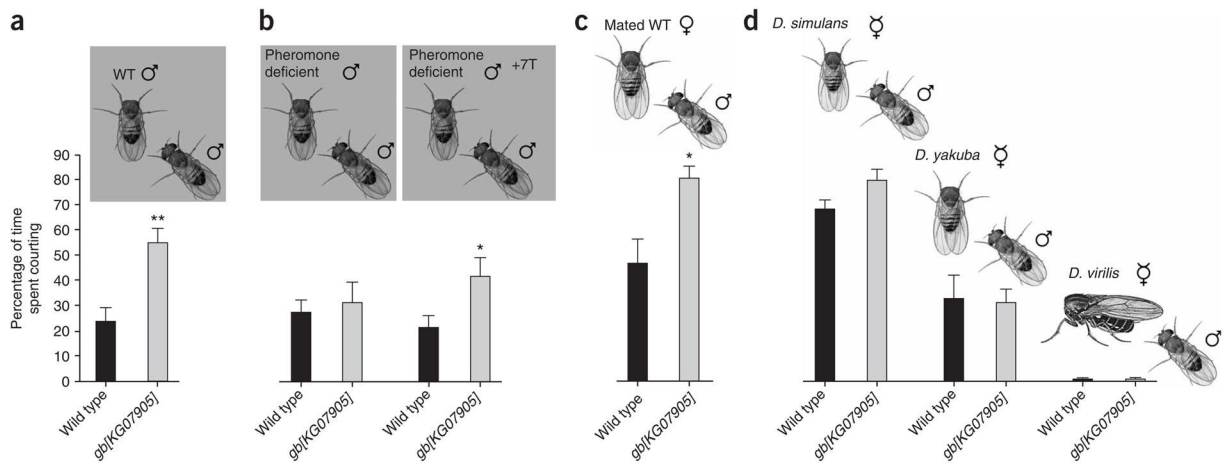 a
WT ♂
♂
Percentage of time
spent counting
90
80
70
60
50
40
30
20
10
0
**
Wild type
gb[KG07905]
b
Pheromone
deficient ♂
♂
Pheromone
deficient ♂ +7T
♂
*
Wild type
gb[KG07905]
Wild type
gb[KG07905]
c
Mated WT ♀
♂
*
Wild type
gb[KG07905]
d
D. simulans ☿
♂
D. yakuba ☿
♂
D. virilis ☿
♂
Wild type
gb[KG07905]
Wild type
gb[KG07905]
Wild type
gb[KG07905]